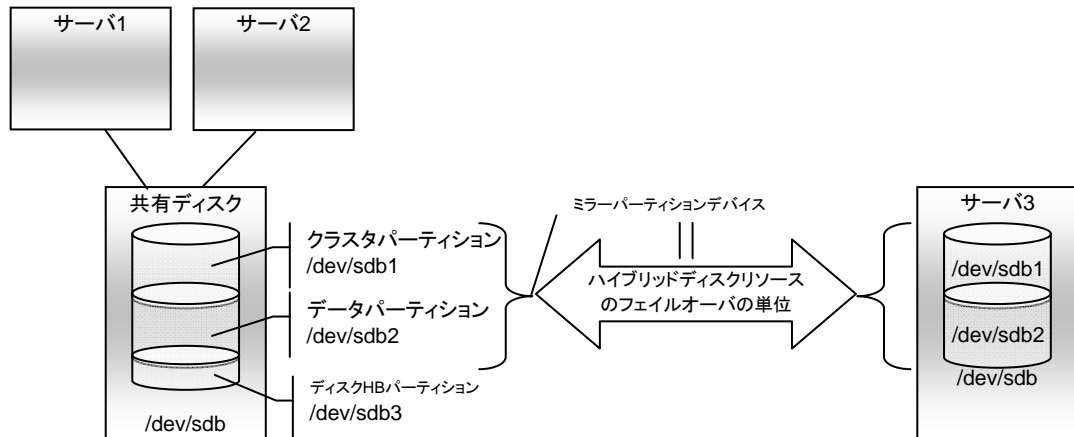 サーバ1
サーバ2
共有ディスク
クラスタパーティション
/dev/sdb1
データパーティション
/dev/sdb2
ディスクHBパーティション
/dev/sdb3
/dev/sdb
ミラーパーティションデバイス
ハイブリッドディスクリソース
のフェイルオーバの単位
サーバ3
/dev/sdb1
/dev/sdb2
/dev/sdb